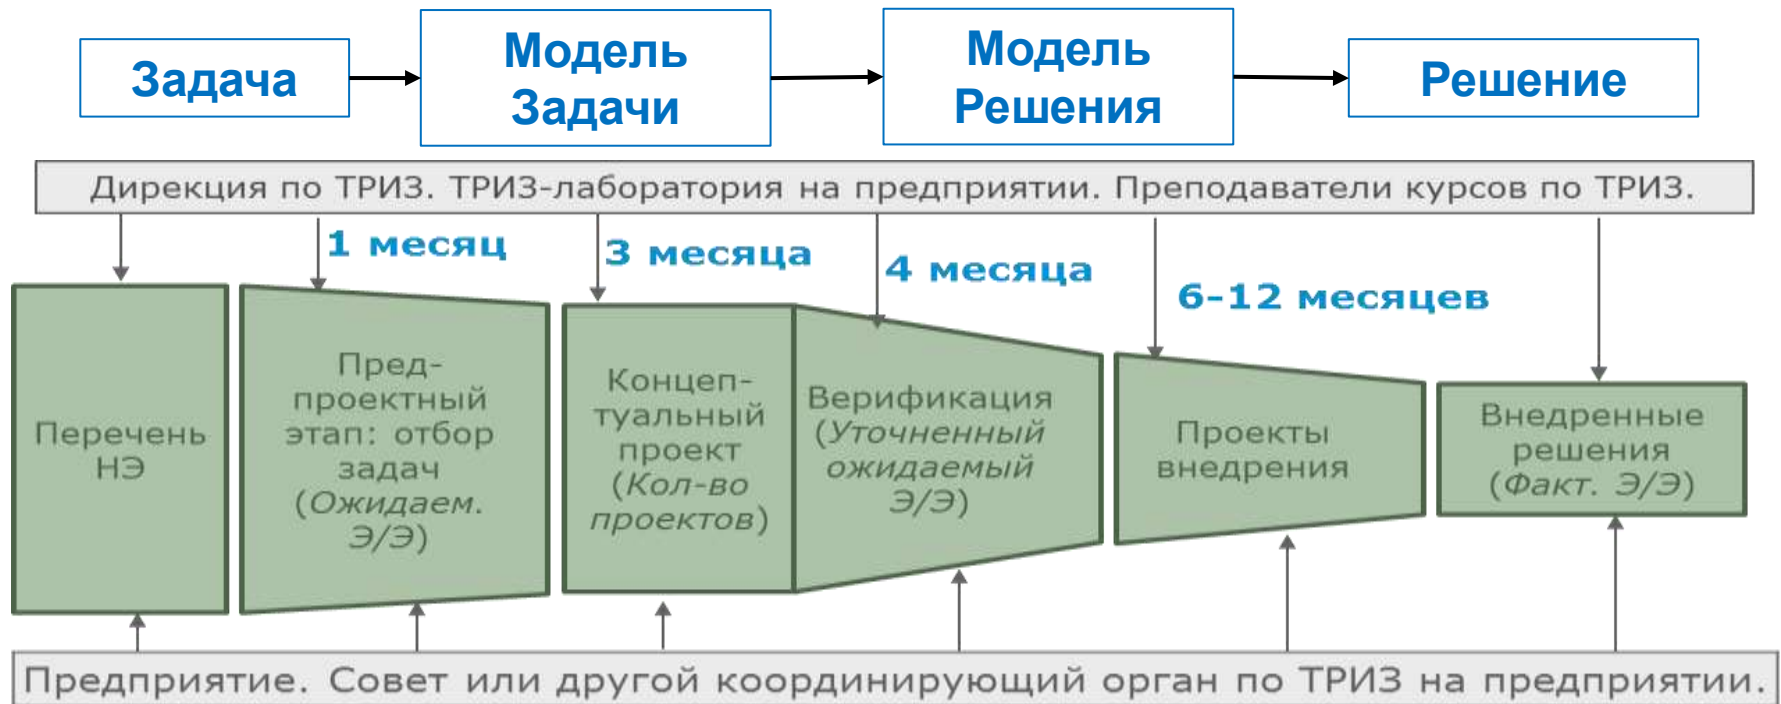 Задача
Модель
Задачи
Модель
Решения
Решение
Дирекция по ТРИЗ. ТРИЗ-лаборатория на предприятии. Преподаватели курсов по ТРИЗ.
1 месяц
3 месяца
4 месяца
6-12 месяцев
Перечень
НЭ
Пред-
проектный
этап: отбор
задач
(Ожидаем.
Э/Э)
Концеп-
туальный
проект
(Кол-во
проектов)
Верификация
(Уточненный
ожидаемый
Э/Э)
Проекты
внедрения
Внедренные
решения
(Факт. Э/Э)
Предприятие. Совет или другой координирующий орган по ТРИЗ на предприятии.